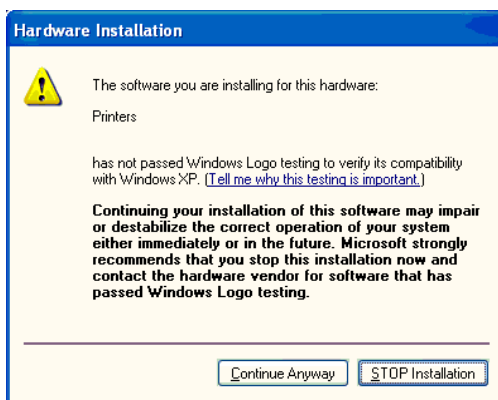 Hardware Installation
The software you are installing for this hardware:
Printers
has not passed Windows Logo testing to verify its compatibility
with Windows XP. (Tell me why this testing is important.)
Continuing your installation of this software may impair
or destabilize the correct operation of your system
either immediately or in the future. Microsoft strongly
recommends that you stop this installation now and
contact the hardware vendor for software that has
passed Windows Logo testing.
Continue Anyway
STOP Installation